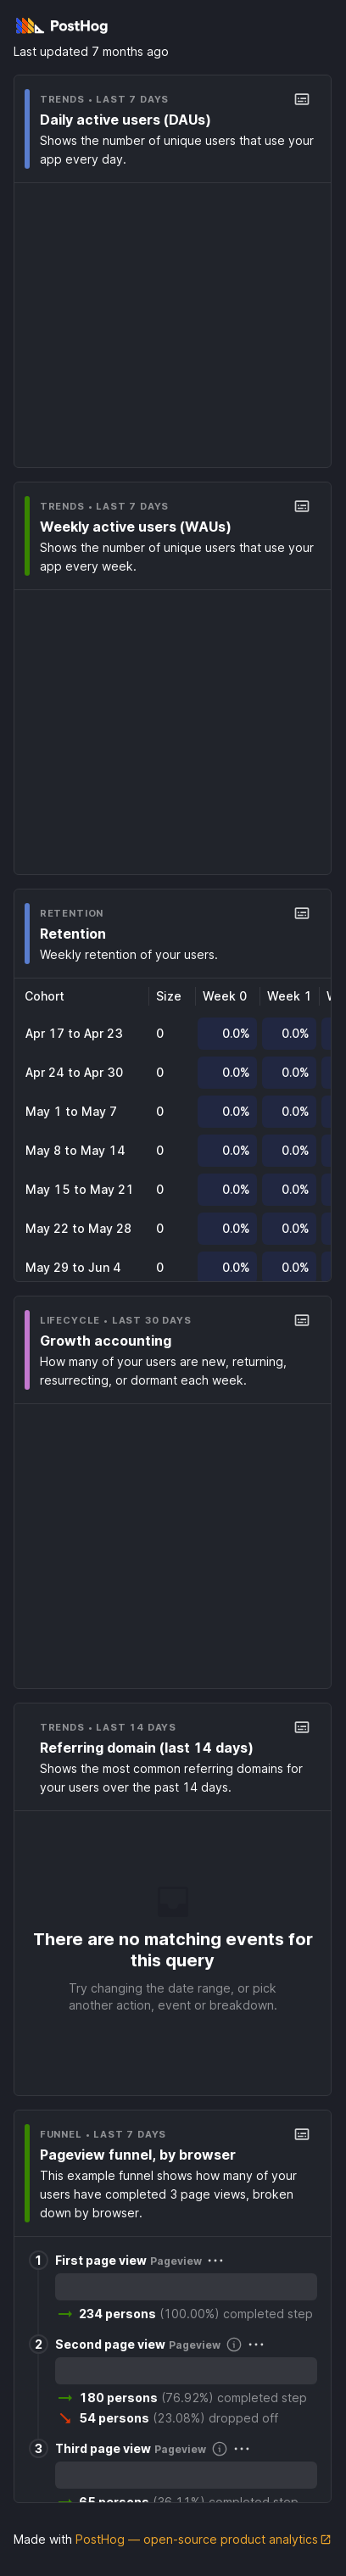 PostHog
Last updated 7 months ago
TRENDS • LAST 7 DAYS
Daily active users (DAUs)
Shows the number of unique users that use your
app every day.
TRENDS • LAST 7 DAYS
Weekly active users (WAUs)
Shows the number of unique users that use your
app every week.
RETENTION
Retention
Weekly retention of your users.
Cohort Size Week 0 Week 1
Apr 17 to Apr 23 0 0.0% 0.0%
Apr 24 to Apr 30 0 0.0% 0.0%
May 1 to May 7 0 0.0% 0.0%
May 8 to May 14 0 0.0% 0.0%
May 15 to May 21 0 0.0% 0.0%
May 22 to May 28 0 0.0% 0.0%
May 29 to Jun 4 0 0.0% 0.0%
LIFECYCLE • LAST 30 DAYS
Growth accounting
How many of your users are new, returning,
resurrecting, or dormant each week.
TRENDS • LAST 14 DAYS
Referring domain (last 14 days)
Shows the most common referring domains for
your users over the past 14 days.
There are no matching events for
this query
Try changing the date range, or pick
another action, event or breakdown.
FUNNEL • LAST 7 DAYS
Pageview funnel, by browser
This example funnel shows how many of your
users have completed 3 page views, broken
down by browser.
1 First page view Pageview
234 persons (100.00%) completed step
2 Second page view Pageview
180 persons (76.92%) completed step
54 persons (23.08%) dropped off
3 Third page view Pageview
65 persons (36.11%) completed step
Made with PostHog — open-source product analytics